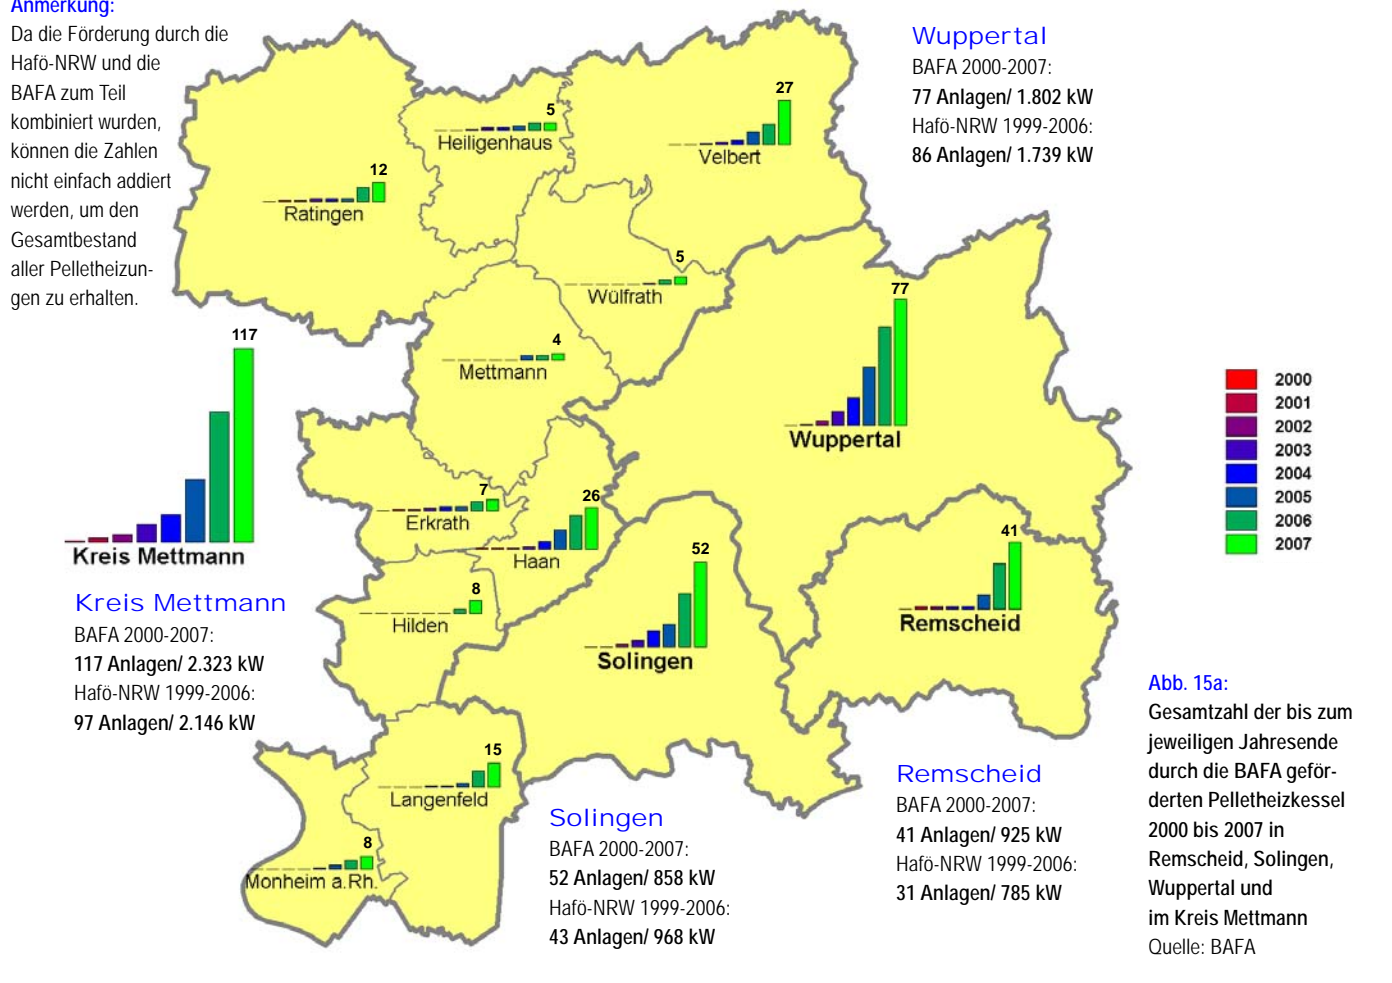 Anmerkung:
Da die Förderung durch die
Hafö-NRW und die
BAFA zum Teil
kombiniert wurden,
können die Zahlen
nicht einfach addiert
werden, um den
Gesamtbestand
aller Pelletheizun-
gen zu erhalten.
Wuppertal
BAFA 2000-2007:
77 Anlagen/ 1.802 kW
Hafö-NRW 1999-2006:
86 Anlagen/ 1.739 kW
5
Heiligenhaus
27
Velbert
12
Ratingen
5
Wülfrath
77
Wuppertal
4
Mettmann
117
Kreis Mettmann
7
Erkrath
26
Haan
52
Solingen
41
Remscheid
8
Hilden
15
Langenfeld
8
Monheim a.Rh.
2000
2001
2002
2003
2004
2005
2006
2007
Kreis Mettmann
BAFA 2000-2007:
117 Anlagen/ 2.323 kW
Hafö-NRW 1999-2006:
97 Anlagen/ 2.146 kW
Solingen
BAFA 2000-2007:
52 Anlagen/ 858 kW
Hafö-NRW 1999-2006:
43 Anlagen/ 968 kW
Remscheid
BAFA 2000-2007:
41 Anlagen/ 925 kW
Hafö-NRW 1999-2006:
31 Anlagen/ 785 kW
Abb. 15a:
Gesamtzahl der bis zum
jeweiligen Jahresende
durch die BAFA geför-
derten Pelletheizkessel
2000 bis 2007 in
Remscheid, Solingen,
Wuppertal und
im Kreis Mettmann
Quelle: BAFA